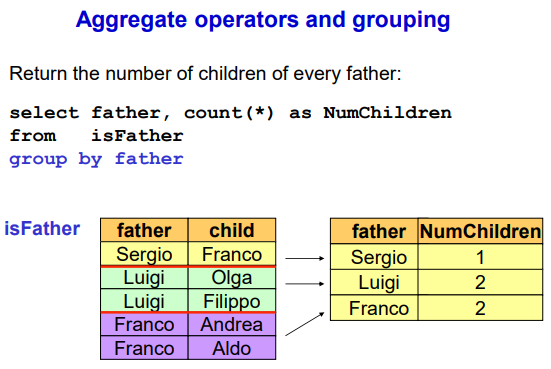 Aggregate operators and grouping
Return the number of children of every father:
select father, count(*) as NumChildren
from isFather
group by father
isFather
father child
Sergio Franco
Luigi Olga
Luigi Filippo
Franco Andrea
Franco Aldo
father NumChildren
Sergio 1
Luigi 2
Franco 2